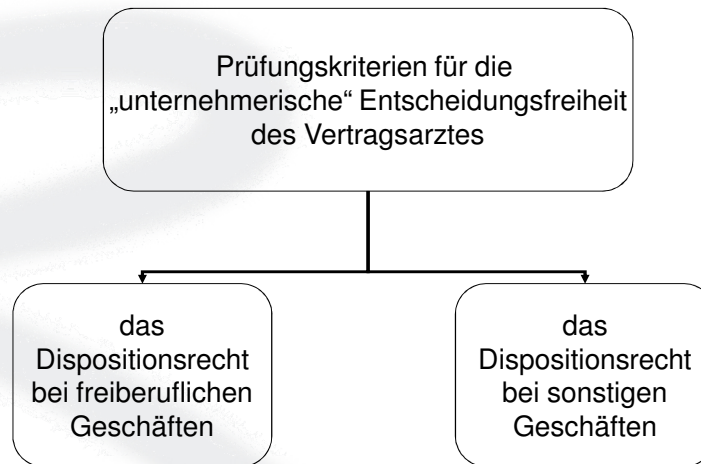 Prüfungskriterien für die
„unternehmerische“ Entscheidungsfreiheit
des Vertragsarztes
das
Dispositionsrecht
bei freiberuflichen
Geschäften
das
Dispositionsrecht
bei sonstigen
Geschäften